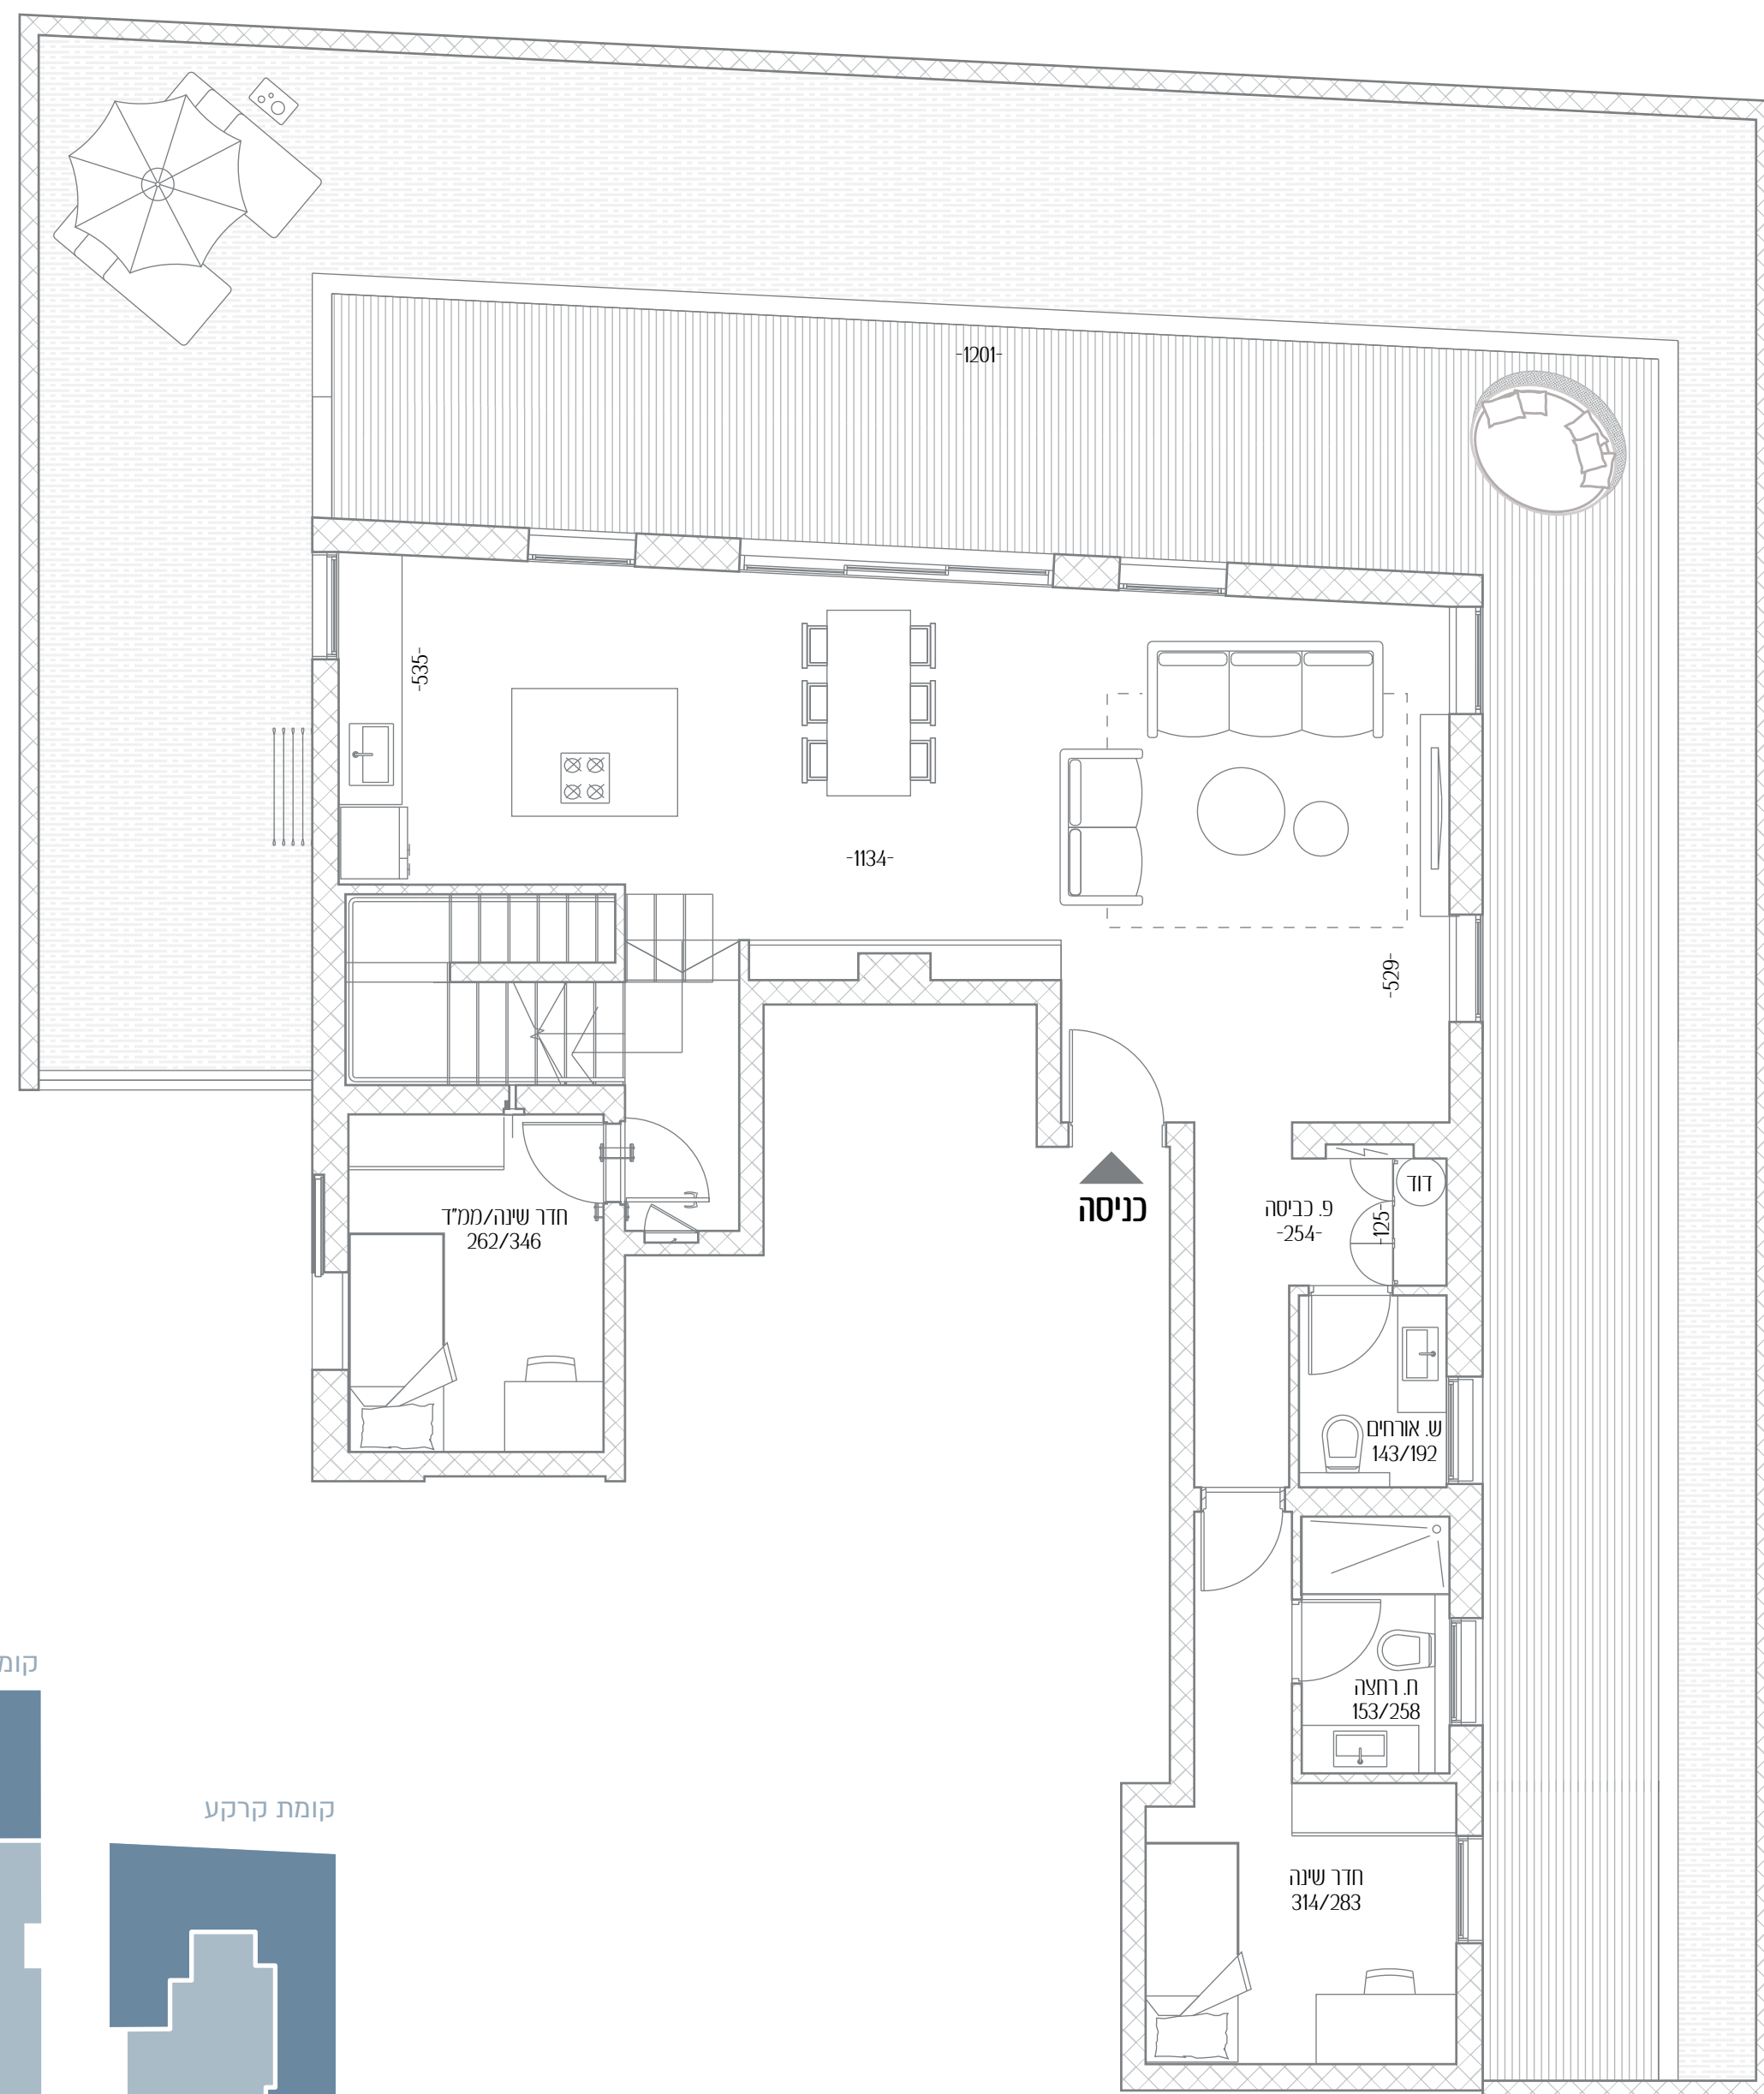 -1201-
-535-
-1134-
-529-
כניסה
פ. כביסה
-254-
-125-
דוד
חדר שינה/ממ"ד
262/346
ש. אורחים
143/192
ח. רחצה
153/258
חדר שינה
314/283
קומת קרקע